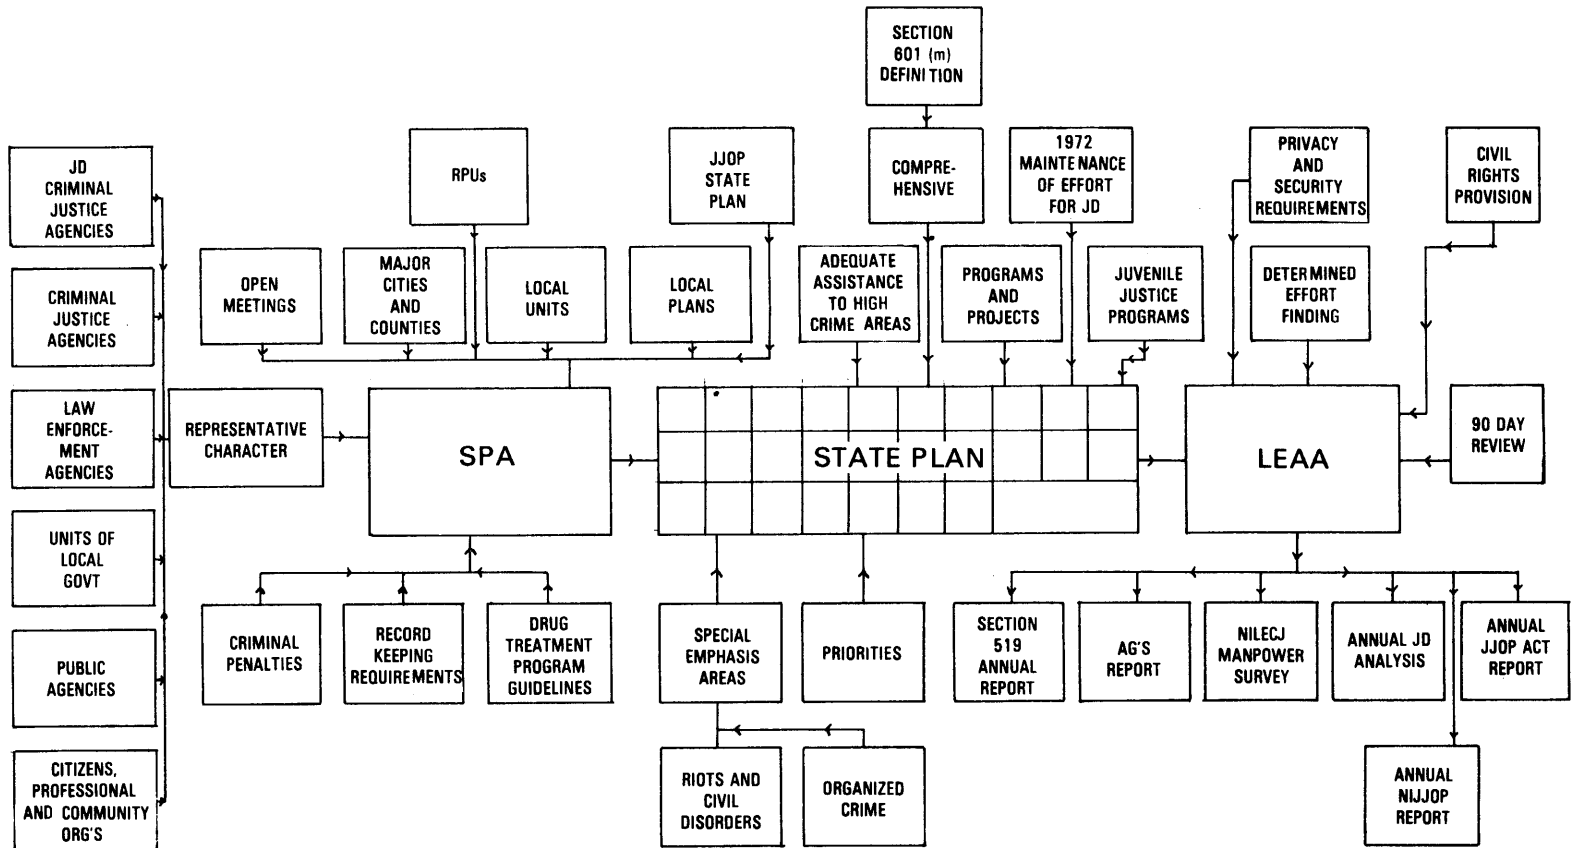 SECTION
601 (m)
DEFINITION
JD
CRIMINAL
JUSTICE
AGENCIES
RPUs
JJOP
STATE
PLAN
COMPRE-
HENSIVE
1972
MAINTENANCE
OF EFFORT
FOR JD
PRIVACY
AND
SECURITY
REQUIREMENTS
CIVIL
RIGHTS
PROVISION
CRIMINAL
JUSTICE
AGENCIES
OPEN
MEETINGS
MAJOR
CITIES
AND
COUNTIES
LOCAL
UNITS
LOCAL
PLANS
ADEQUATE
ASSISTANCE
TO HIGH
CRIME AREAS
PROGRAMS
AND
PROJECTS
JUVENILE
JUSTICE
PROGRAMS
DETERMINED
EFFORT
FINDING
LAW
ENFORCE-
MENT
AGENCIES
REPRESENTATIVE
CHARACTER
SPA
STATE PLAN
LEAA
90 DAY
REVIEW
UNITS OF
LOCAL
GOVT
CRIMINAL
PENALTIES
RECORD
KEEPING
REQUIREMENTS
DRUG
TREATMENT
PROGRAM
GUIDELINES
SPECIAL
EMPHASIS
AREAS
PRIORITIES
SECTION
519
ANNUAL
REPORT
AG'S
REPORT
NILECJ
MANPOWER
SURVEY
ANNUAL JD
ANALYSIS
ANNUAL
JJOP ACT
REPORT
PUBLIC
AGENCIES
CITIZENS,
PROFESSIONAL
AND COMMUNITY
ORG'S
RIOTS AND
CIVIL
DISORDERS
ORGANIZED
CRIME
ANNUAL
NIJJOP
REPORT